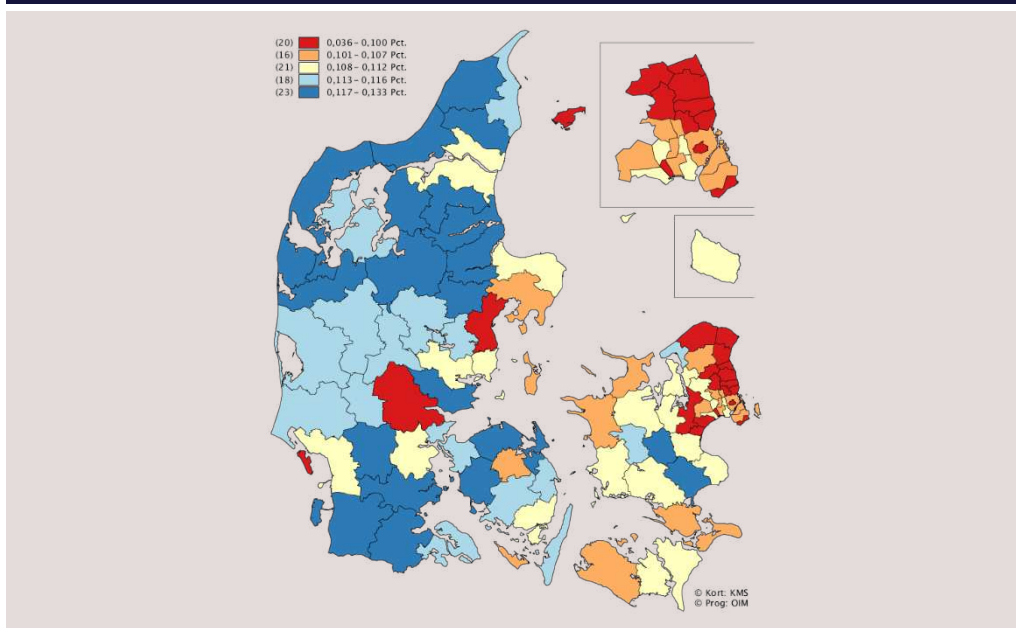 (20) 0,036– 0,100 Pct.
(16) 0,101– 0,107 Pct.
(21) 0,108– 0,112 Pct.
(18) 0,113– 0,116 Pct.
(23) 0,117– 0,133 Pct.
© Kort: KMS
© Prog: OIM